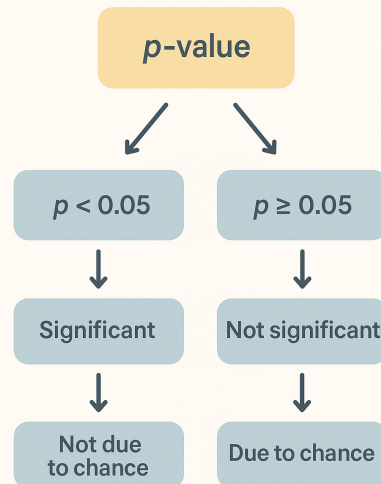 p-value
p < 0.05
p ≥ 0.05
Significant
Not significant
Not due
to chance
Due to chance